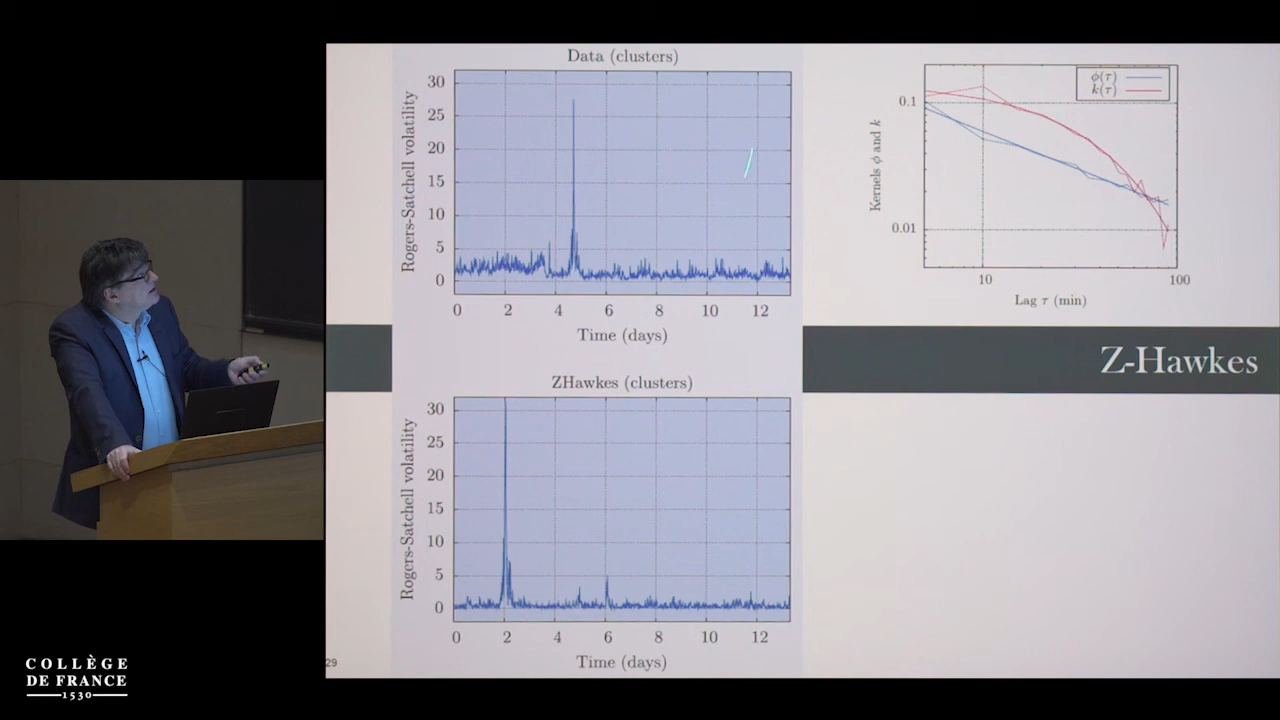 Data (clusters)
Rogers-Satchell volatility
30
25
20
15
10
5
0
0 2 4 6 8 10 12
Time (days)
ϕ(τ)
k(τ)
0.1
0.01
Kernels ϕ and k
10 100
Lag τ (min)
Z-Hawkes
ZHawkes (clusters)
Rogers-Satchell volatility
30
25
20
15
10
5
0
0 2 4 6 8 10 12
Time (days)
29
COLLÈGE
DE FRANCE
1530